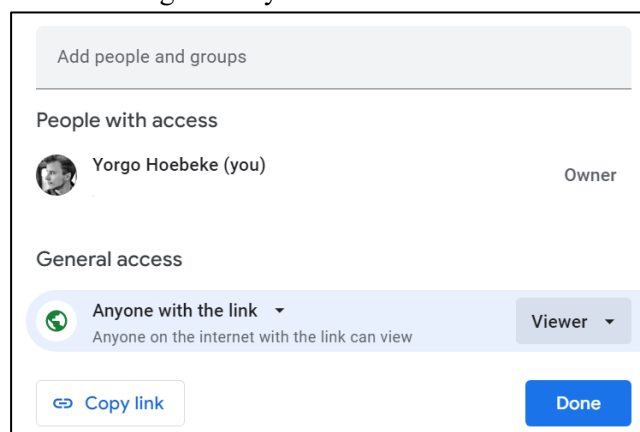 Add people and groups
People with access
Yorgo Hoebeke (you)
Owner
General access
Anyone with the link
Anyone on the internet with the link can view
Viewer
Copy link
Done